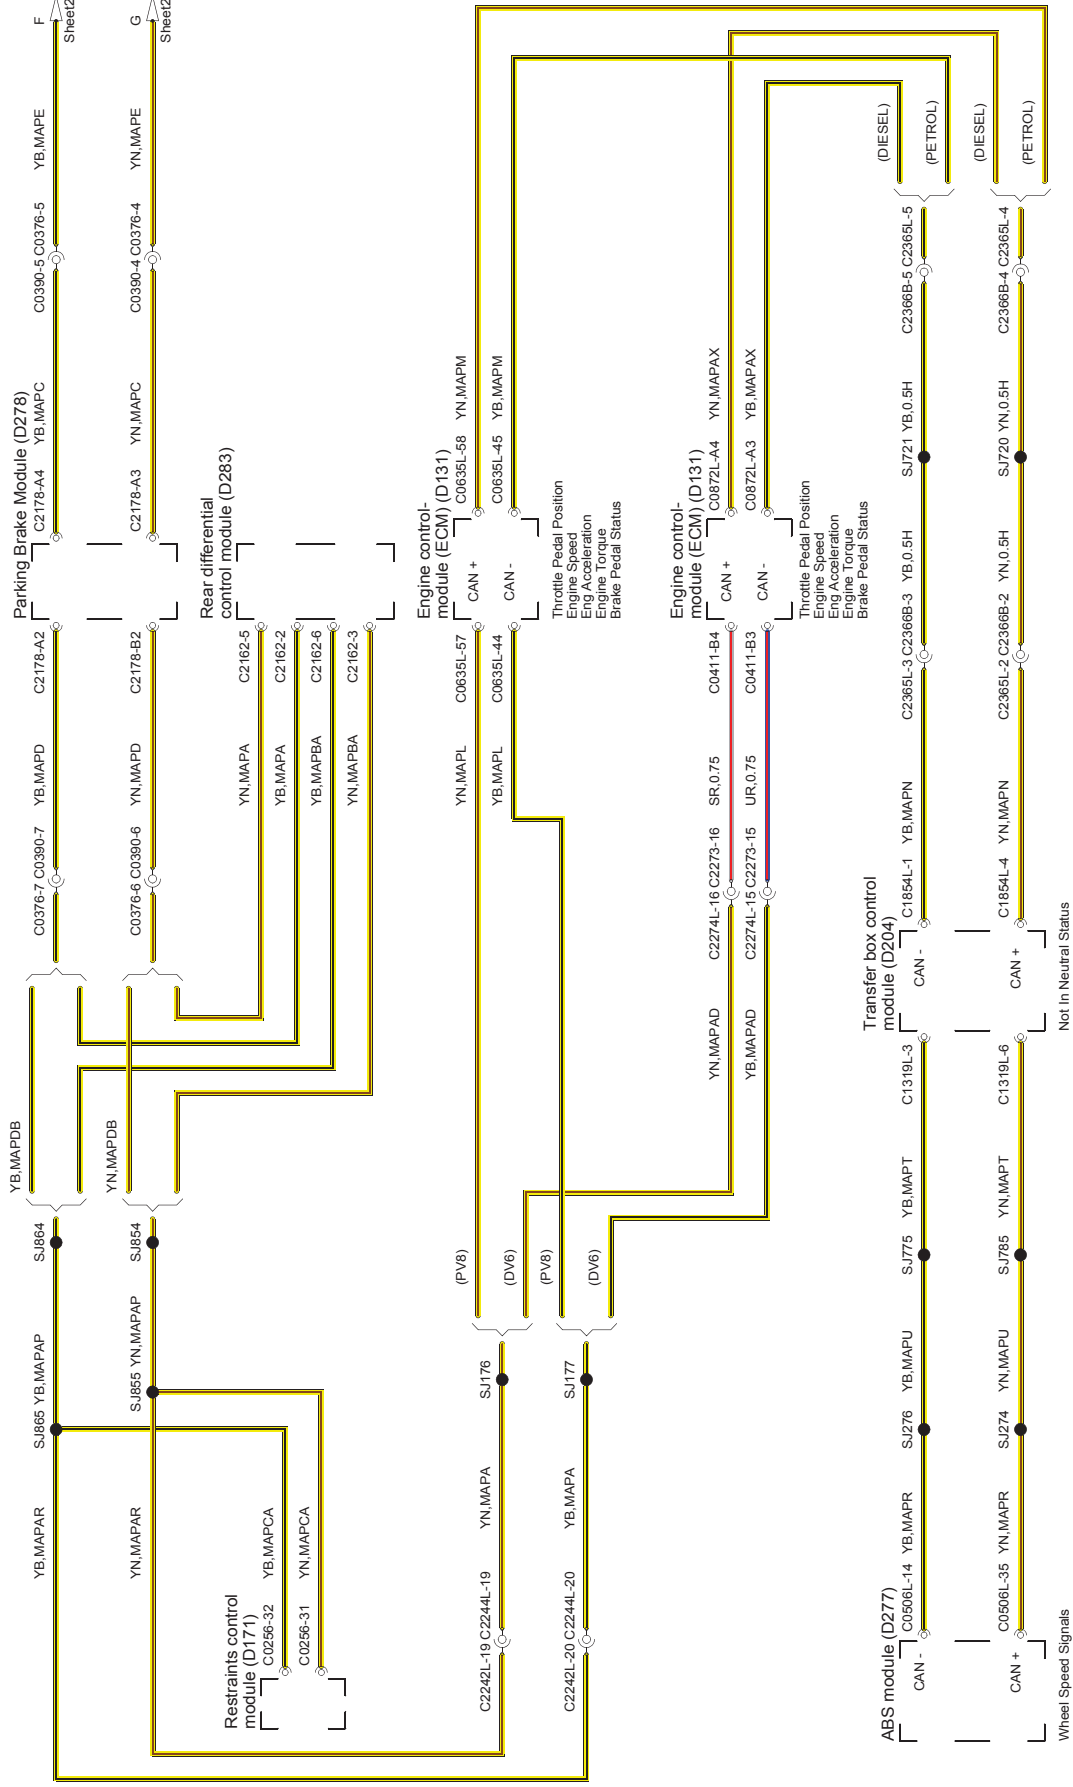 F
Sheet2
YB,MAPE
C0390-5 C0376-5
Parking Brake Module (D278)
C2178-A4 YB,MAPC
C2178-A2
YB,MAPD
C0376-7 C0390-7
YB,MAPDB
SJ864
SJ865 YB,MAPAP
YB,MAPAR
G
Sheet2
YN,MAPE
C0390-4 C0376-4
C2178-A3 YN,MAPC
C2178-B2
YN,MAPD
C0376-6 C0390-6
YN,MAPDB
SJ854
SJ855 YN,MAPAP
YN,MAPAR
Rear differential
control module (D283)
C2162-5
YN,MAPA
C2162-2
YB,MAPA
C2162-6
YB,MAPBA
C2162-3
YN,MAPBA
Restraints control
module (D171)
C0256-32 YB,MAPCA
C0256-31 YN,MAPCA
Engine control-
module (ECM) (D131)
C0635L-58 YN,MAPM
CAN +
C0635L-57
YN,MAPL
C0635L-45 YB,MAPM
CAN -
C0635L-44
YB,MAPL
Throttle Pedal Position
Engine Speed
Eng Acceleration
Engine Torque
Brake Pedal Status
(PV8)
(DV6)
(PV8)
(DV6)
SJ176
YN,MAPA
C2242L-19 C2244L-19
SJ177
YB,MAPA
C2242L-20 C2244L-20
Engine control-
module (ECM) (D131)
C0872L-A4 YN,MAPAX
CAN +
C0411-B4
SR,0.75
C2274L-16 C2273-16
YN,MAPAD
C0872L-A3 YB,MAPAX
CAN -
C0411-B3
UR,0.75
C2274L-15 C2273-15
YB,MAPAD
Throttle Pedal Position
Engine Speed
Eng Acceleration
Engine Torque
Brake Pedal Status
(DIESEL)
(PETROL)
(DIESEL)
(PETROL)
C2366B-5 C2365L-5
SJ721 YB,0.5H
YB,0.5H
C2365L-3 C2366B-3
YB,MAPN
Transfer box control
module (D204)
C1854L-1
CAN -
C1319L-3
YB,MAPT
SJ775
YB,MAPU
SJ276
YB,MAPR
ABS module (D277)
C0506L-14
CAN -
C2366B-4 C2365L-4
SJ720 YN,0.5H
YN,0.5H
C2365L-2 C2366B-2
YN,MAPN
C1854L-4
CAN +
C1319L-6
YN,MAPT
SJ785
YN,MAPU
SJ274
YN,MAPR
C0506L-35
CAN +
Not In Neutral Status
Wheel Speed Signals